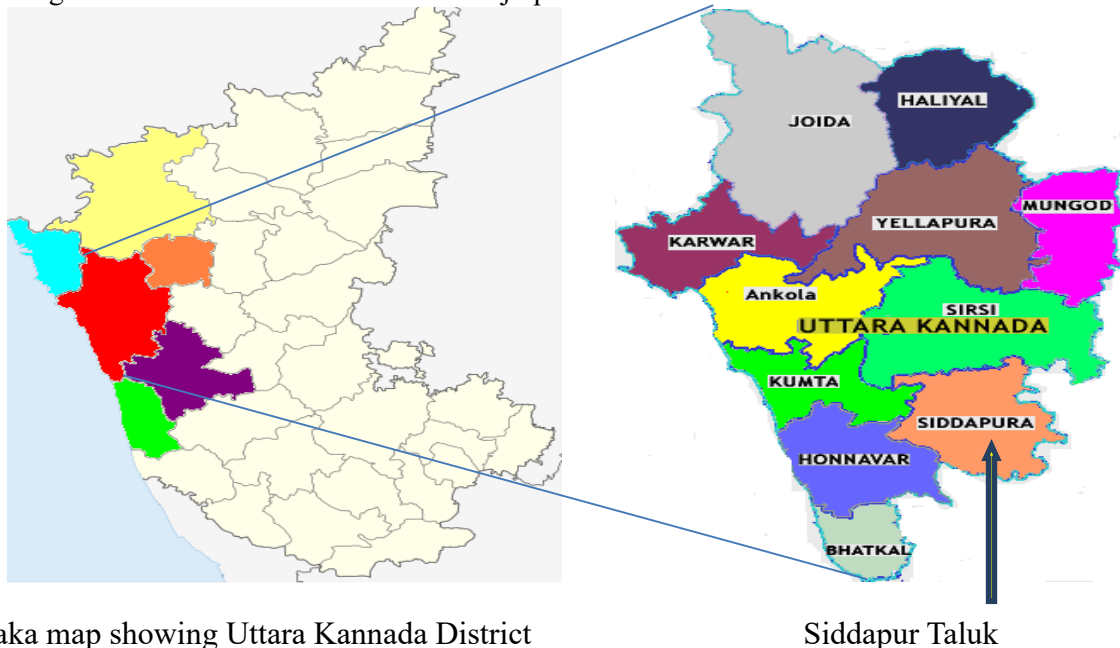 HALIYAL
JOIDA
MUNGOD
YELLAPURA
KARWAR
Ankola
SIRSI
UTTARA KANNADA
KUMTA
SIDDAPURA
HONNAVAR
BHATKAL
aka map showing Uttara Kannada District
Siddapur Taluk